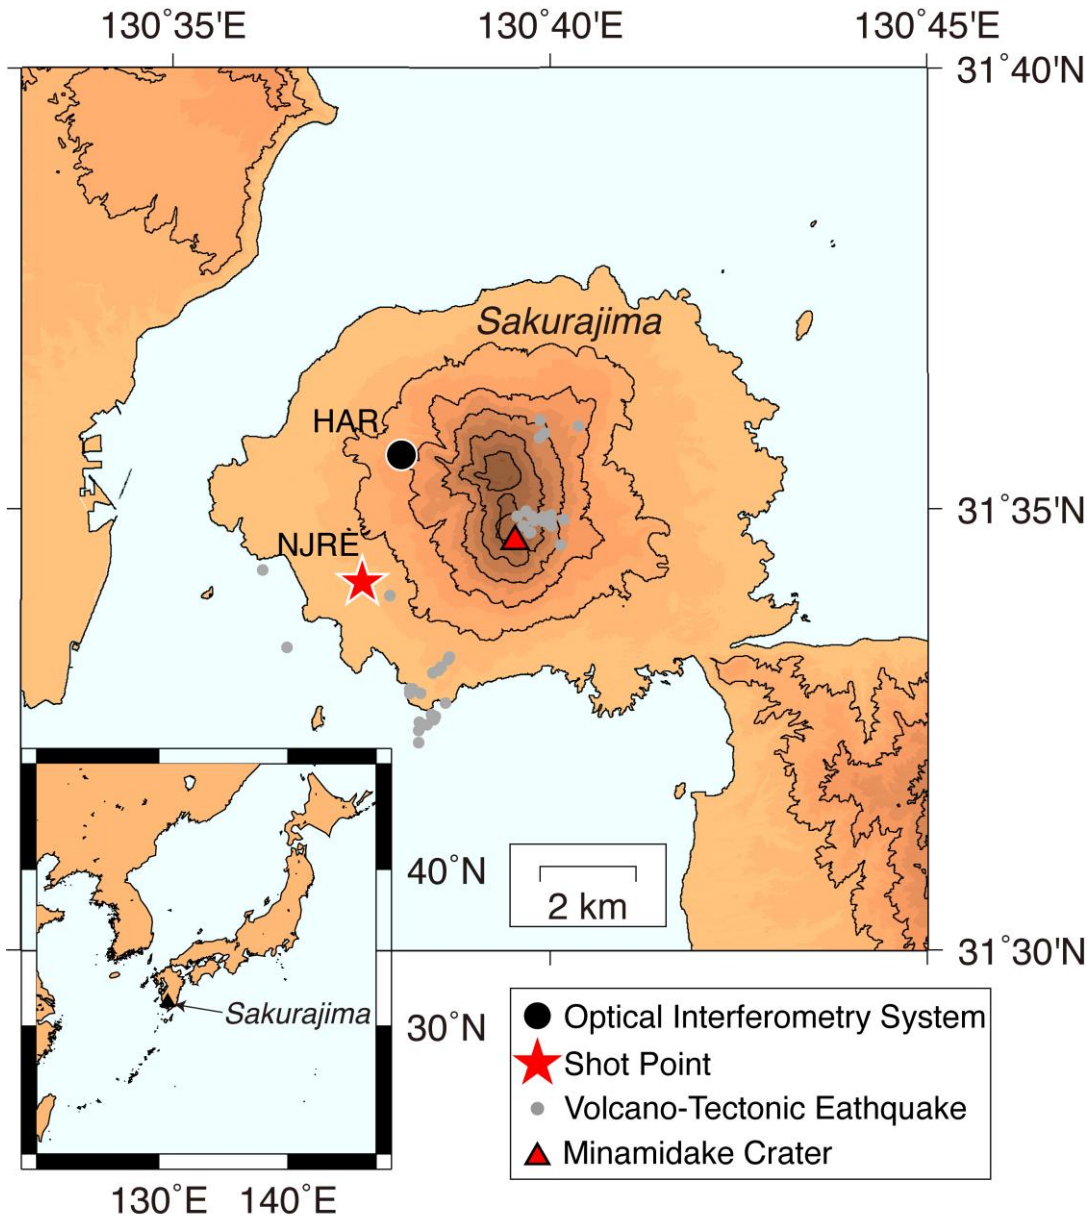 130˚35'E
130˚40'E
130˚45'E
31˚40'N
Sakurajima
HAR
31˚35'N
NJRÈ
40˚N
2 km
31˚30'N
Sakurajima
30˚N
Optical Interferometry System
Shot Point
Volcano-Tectonic Eathquake
Minamidake Crater
130˚E
140˚E